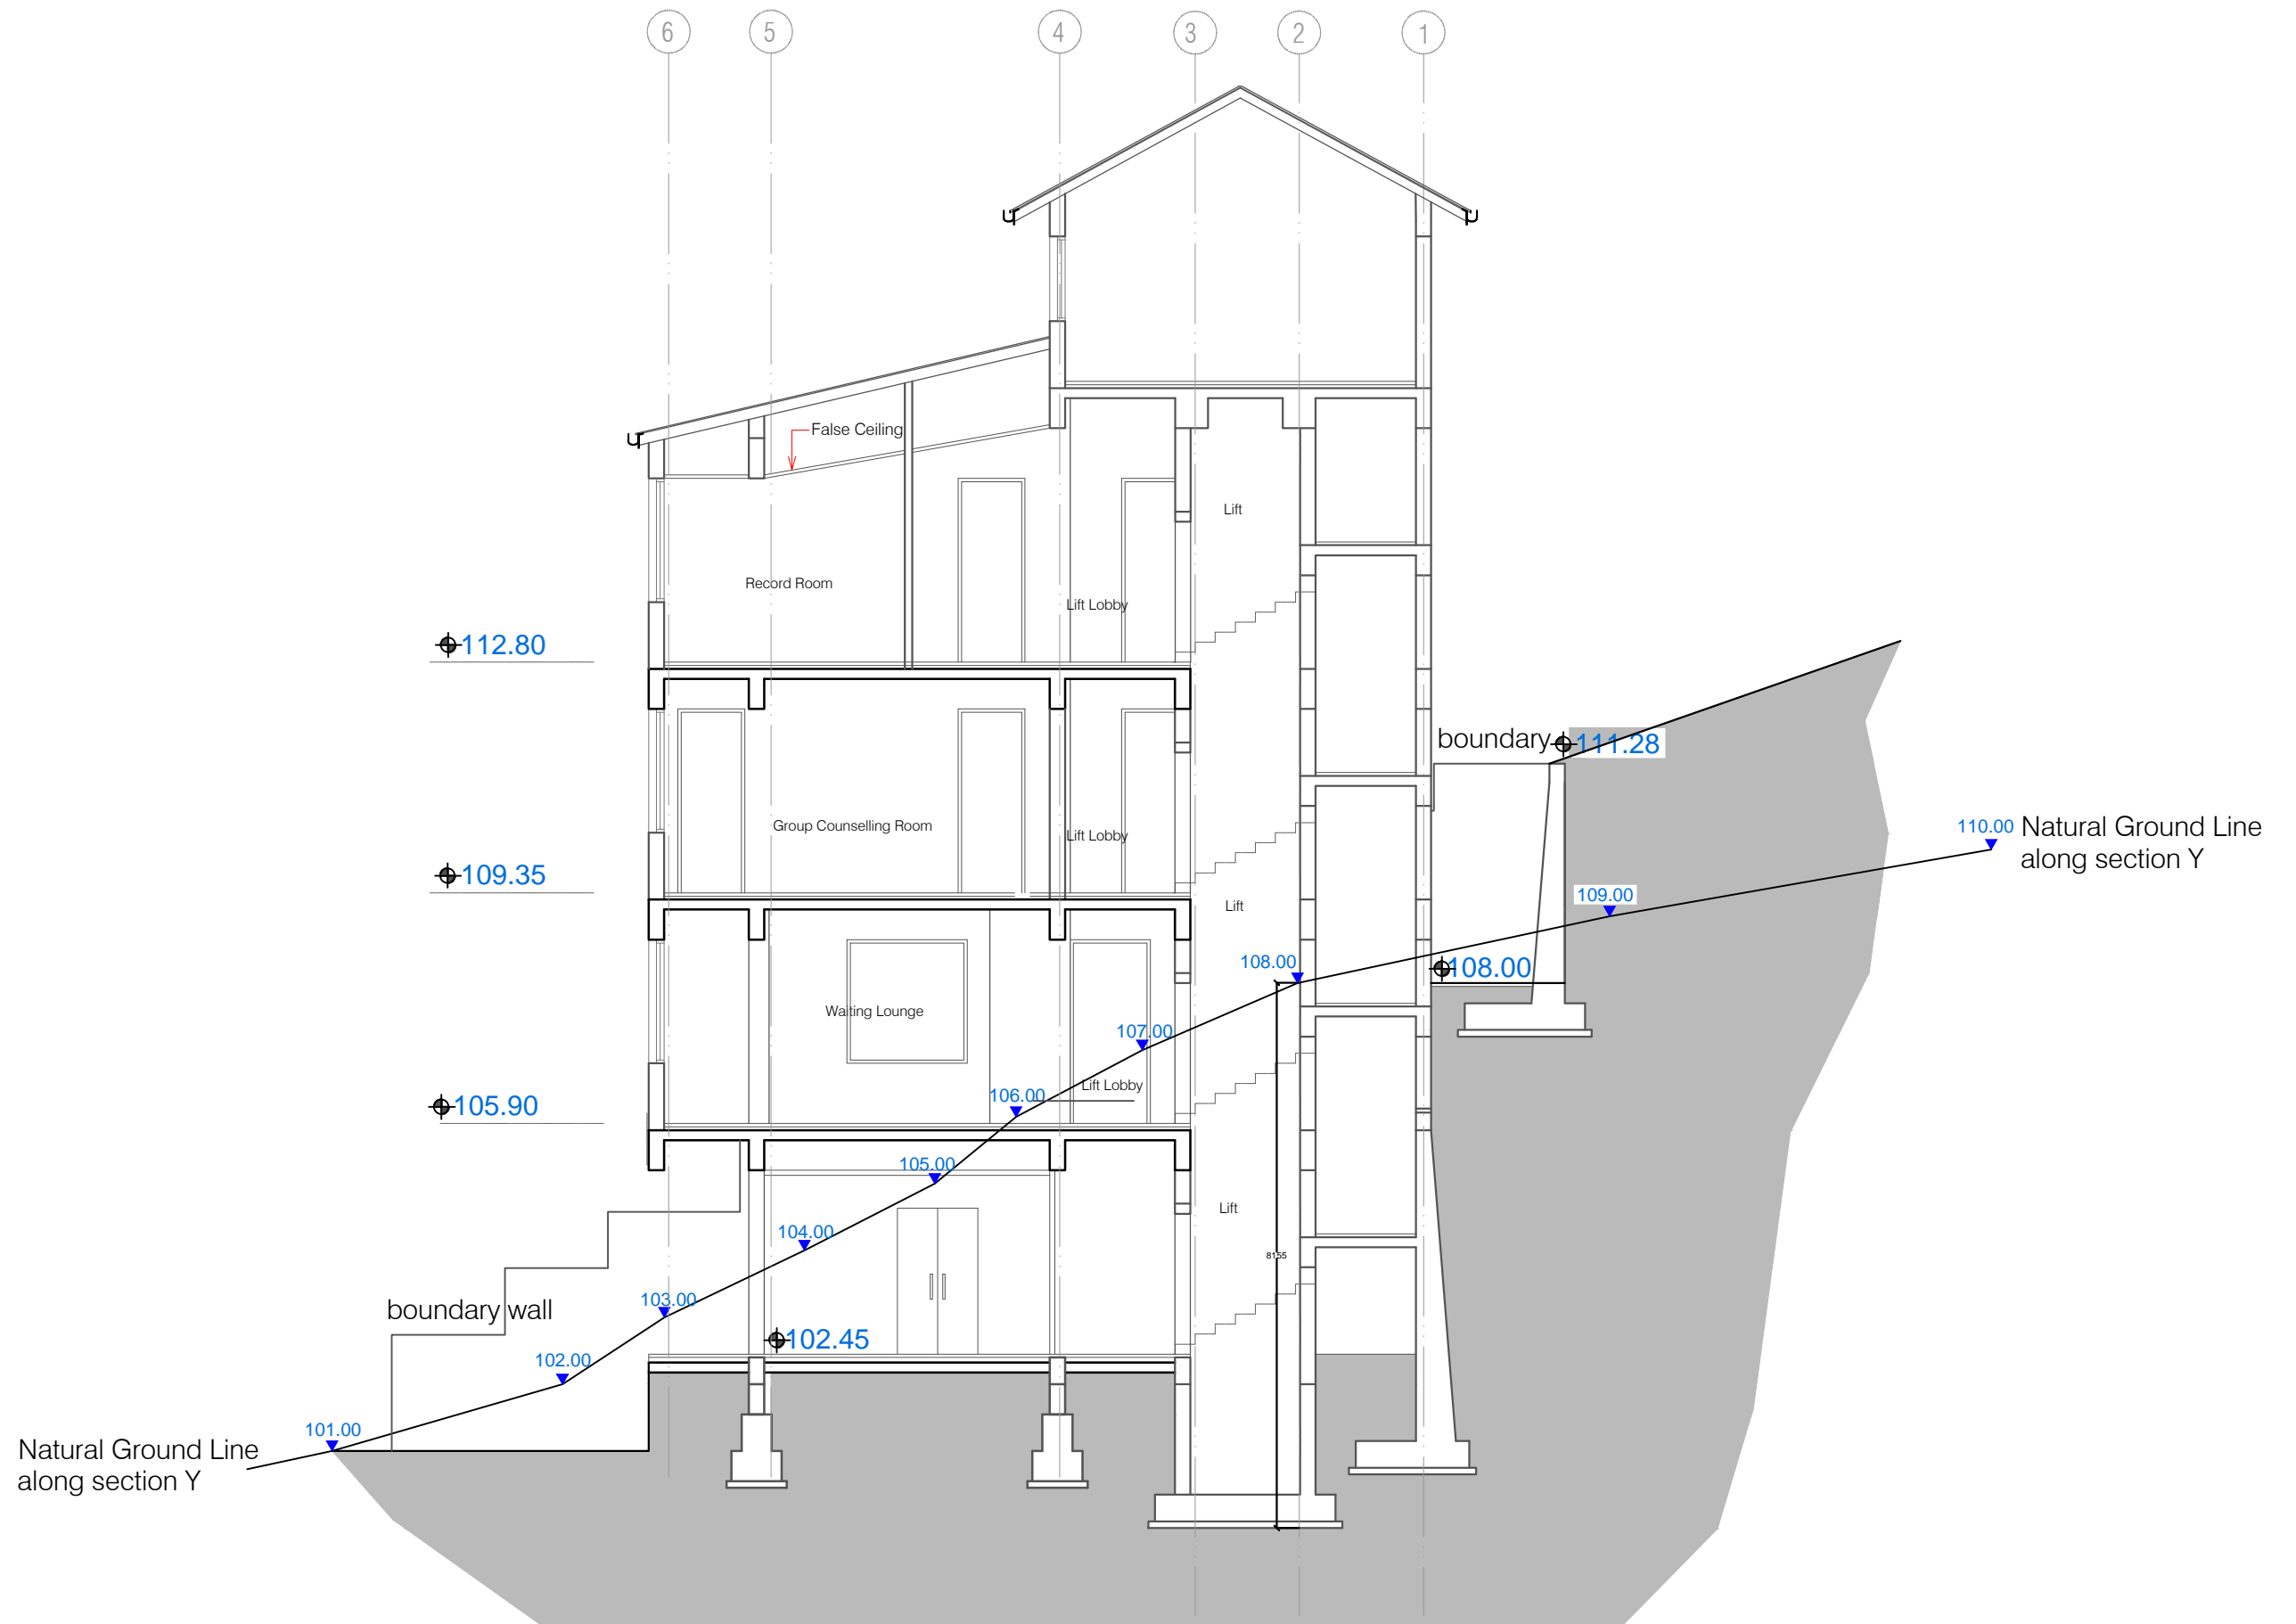 6
5
4
3
2
1
False Ceiling
Lift
Record Room
Lift Lobby
112.80
boundary
111.28
Group Counselling Room
Lift Lobby
110.00
Natural Ground Line
along section Y
109.35
109.00
Lift
108.00
108.00
Waiting Lounge
107.00
Lift Lobby
106.00
105.90
105.00
Lift
104.00
8155
103.00
boundary wall
102.45
102.00
101.00
Natural Ground Line
along section Y